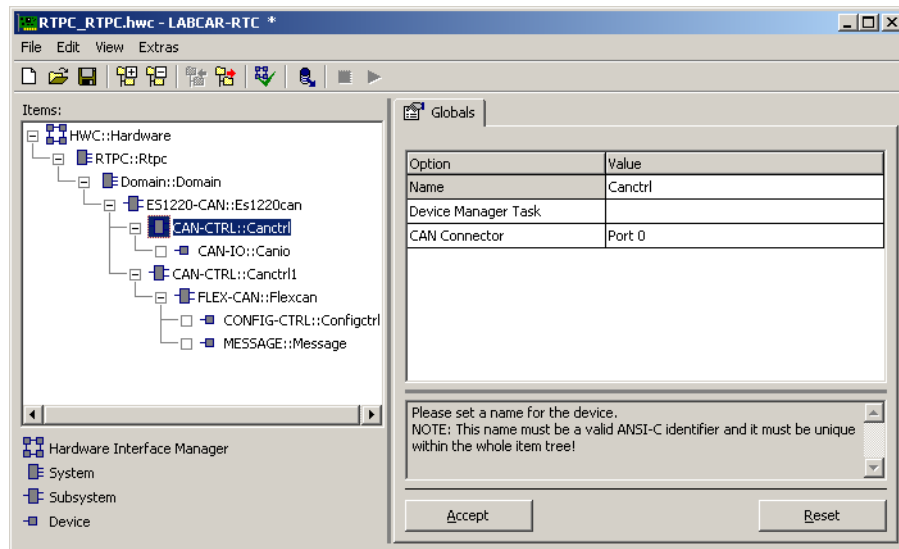 RTPC_RTPC.hwc - LABCAR-RTC *
File Edit View Extras
Items:
HWC::Hardware
RTPC::Rtpc
Domain::Domain
ES1220-CAN::Es1220can
CAN-CTRL::Canctrl
CAN-IO::Canio
CAN-CTRL::Canctrl1
FLEX-CAN::Flexcan
CONFIG-CTRL::Configctrl
MESSAGE::Message
Hardware Interface Manager
System
Subsystem
Device
Globals
Option Value
Name Canctrl
Device Manager Task
CAN Connector Port 0
Please set a name for the device.
NOTE: This name must be a valid ANSI-C identifier and it must be unique
within the whole item tree!
Accept Reset